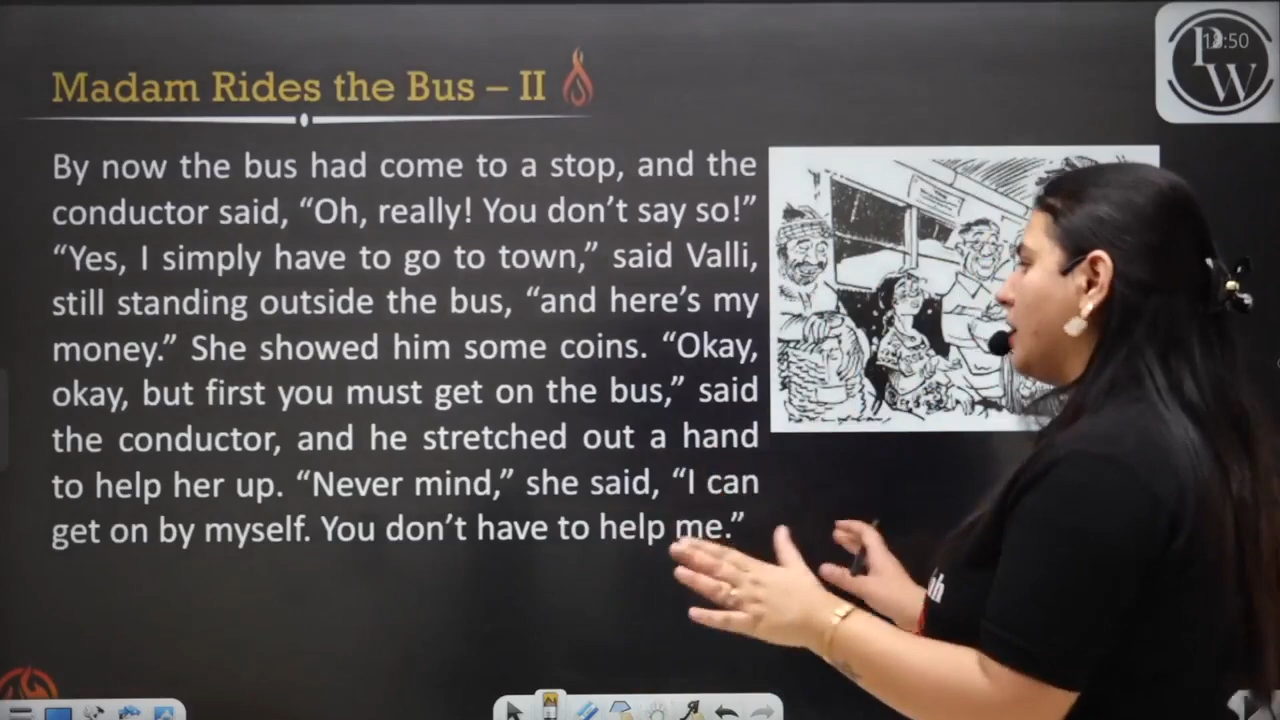 Madam Rides the Bus – II
PW
18:50
By now the bus had come to a stop, and the
conductor said, “Oh, really! You don’t say so!”
“Yes, I simply have to go to town,” said Valli,
still standing outside the bus, “and here’s my
money.” She showed him some coins. “Okay,
okay, but first you must get on the bus,” said
the conductor, and he stretched out a hand
to help her up. “Never mind,” she said, “I can
get on by myself. You don’t have to help me.”